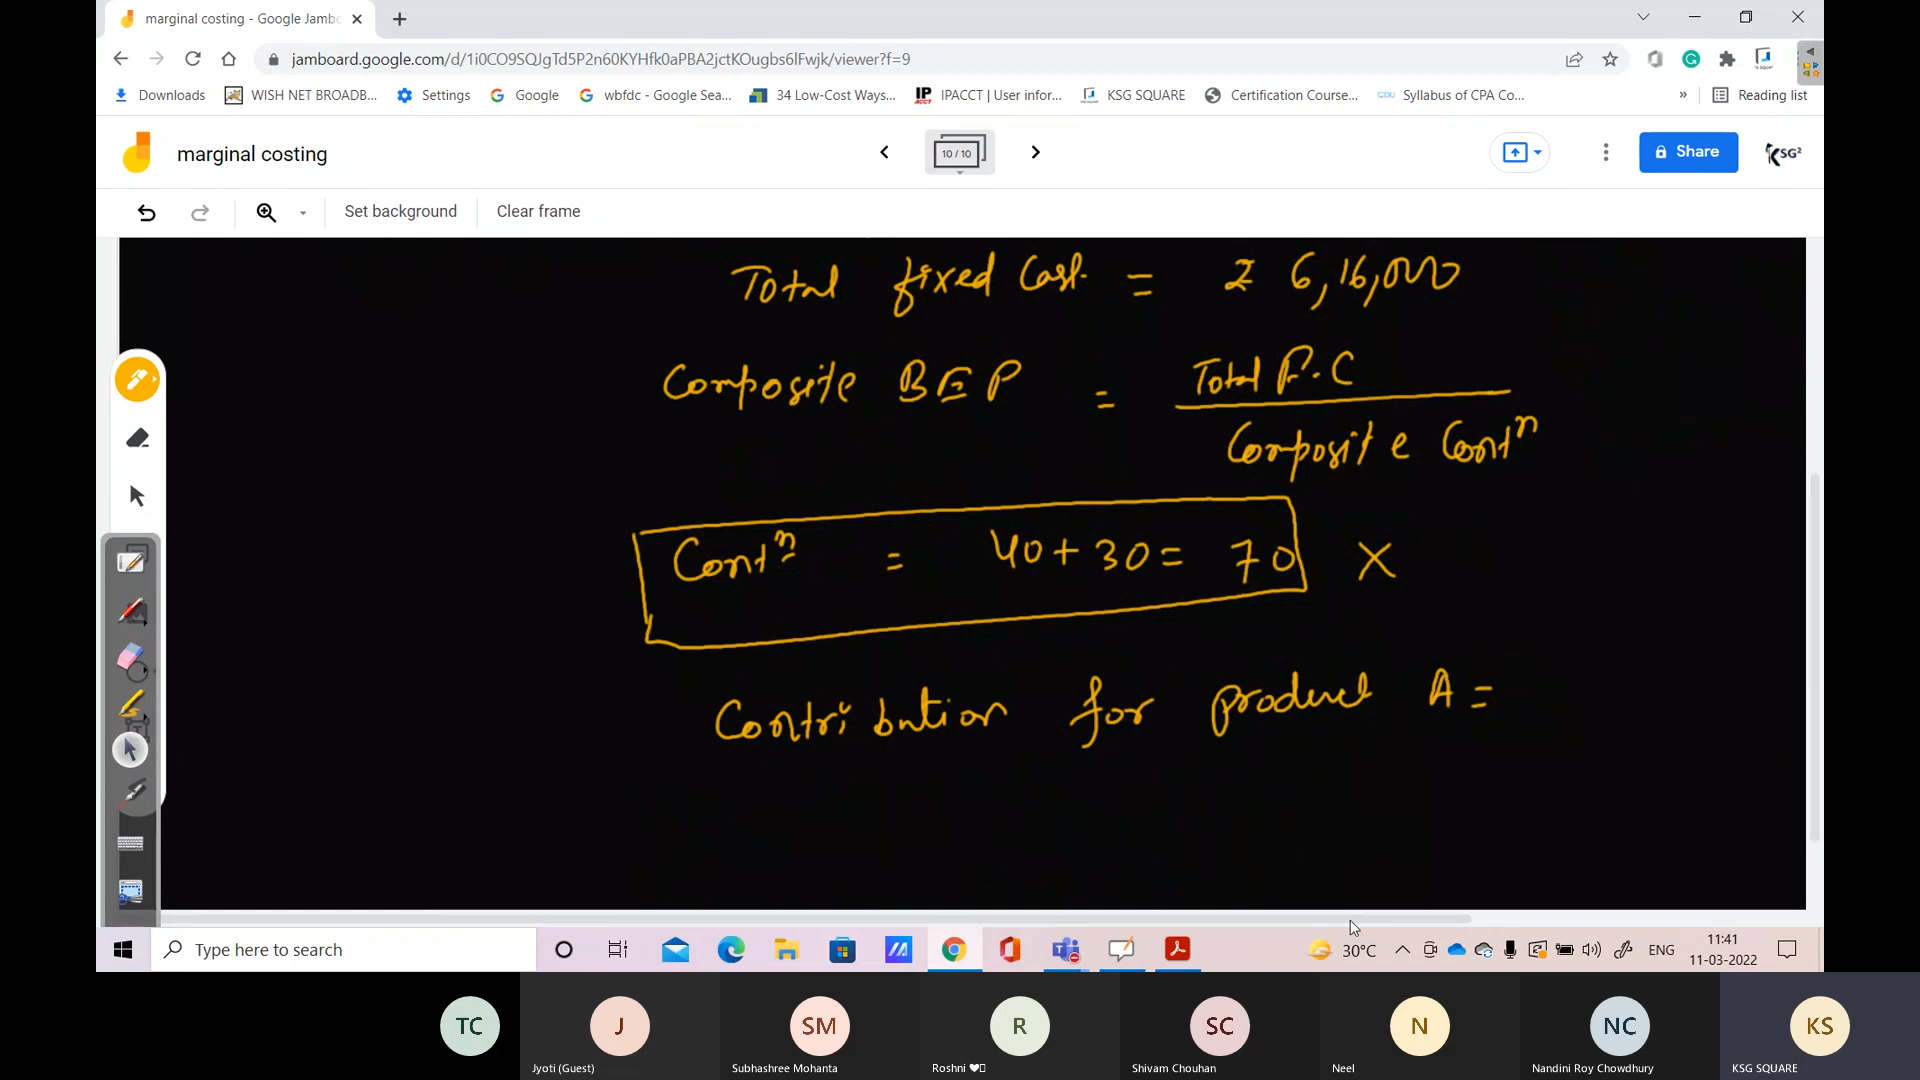 marginal costing - Google Jambo
jamboard.google.com/d/1i0CO9SQJgTd5P2n60KYHfk0aPBA2jctKOugbs6lFwjk/viewer?f=9
Downloads WISH NET BROADB... Settings Google wbfdc - Google Sea... 34 Low-Cost Ways... IPACCT | User infor... KSG SQUARE Certification Course... Syllabus of CPA Co... » Reading list
marginal costing
10 / 10
Share
KSG²
Set background Clear frame
Total fixed Cost = ₹ 6,16,000
Composite BEP = Total F.C
Composite Contn
Contn = 40+30= 70 X
Contribution for product A=
Type here to search
30°C ENG
11:41
11-03-2022
TC J SM R SC N NC KS
Jyoti (Guest) Subhashree Mohanta Roshni ❤ Shivam Chouhan Neel Nandini Roy Chowdhury KSG SQUARE